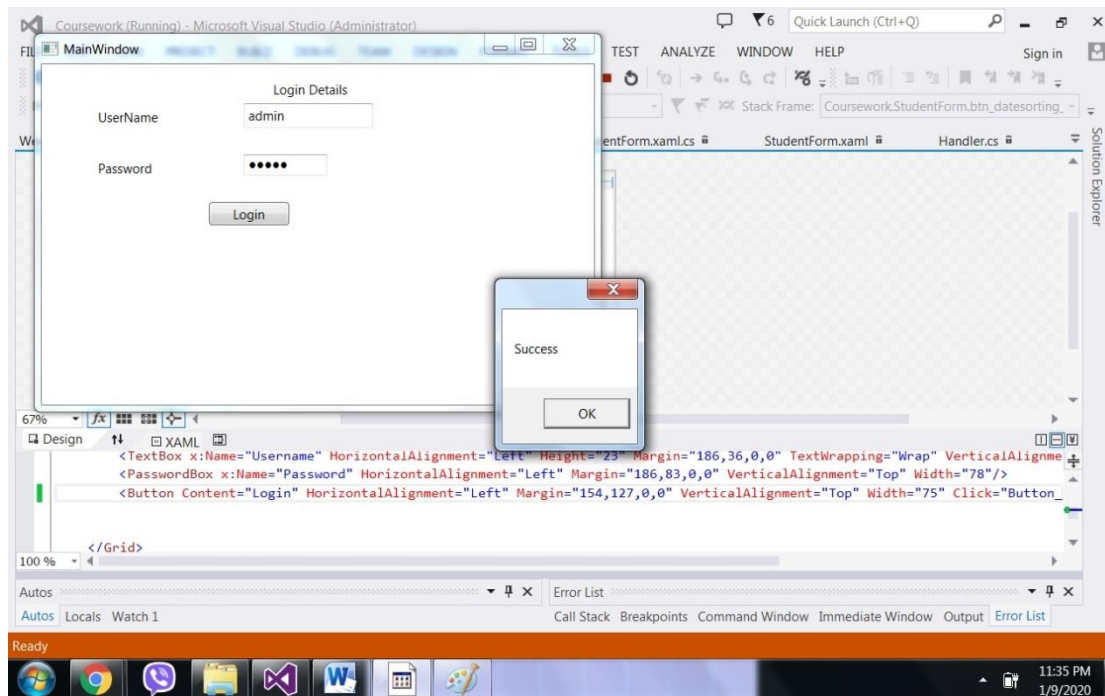 Coursework (Running) - Microsoft Visual Studio (Administrator)
6
Quick Launch (Ctrl+Q)
MainWindow
TEST ANALYZE WINDOW HELP
Sign in
Login Details
UserName
admin
Stack Frame: Coursework.StudentForm.btn_datesorting_
entForm.xaml.cs
StudentForm.xaml
Handler.cs
Solution Explorer
Password
●●●●●
Login
Success
OK
67%
Design
XAML
<TextBox x:Name="Username" HorizontalAlignment="Left" Height="23" Margin="186,36,0,0" TextWrapping="Wrap" VerticalAlignme
<PasswordBox x:Name="Password" HorizontalAlignment="Left" Margin="186,83,0,0" VerticalAlignment="Top" Width="78"/>
<Button Content="Login" HorizontalAlignment="Left" Margin="154,127,0,0" VerticalAlignment="Top" Width="75" Click="Button_
</Grid>
100 %
Autos
Error List
Autos Locals Watch 1
Call Stack Breakpoints Command Window Immediate Window Output Error List
Ready
11:35 PM
1/9/2020